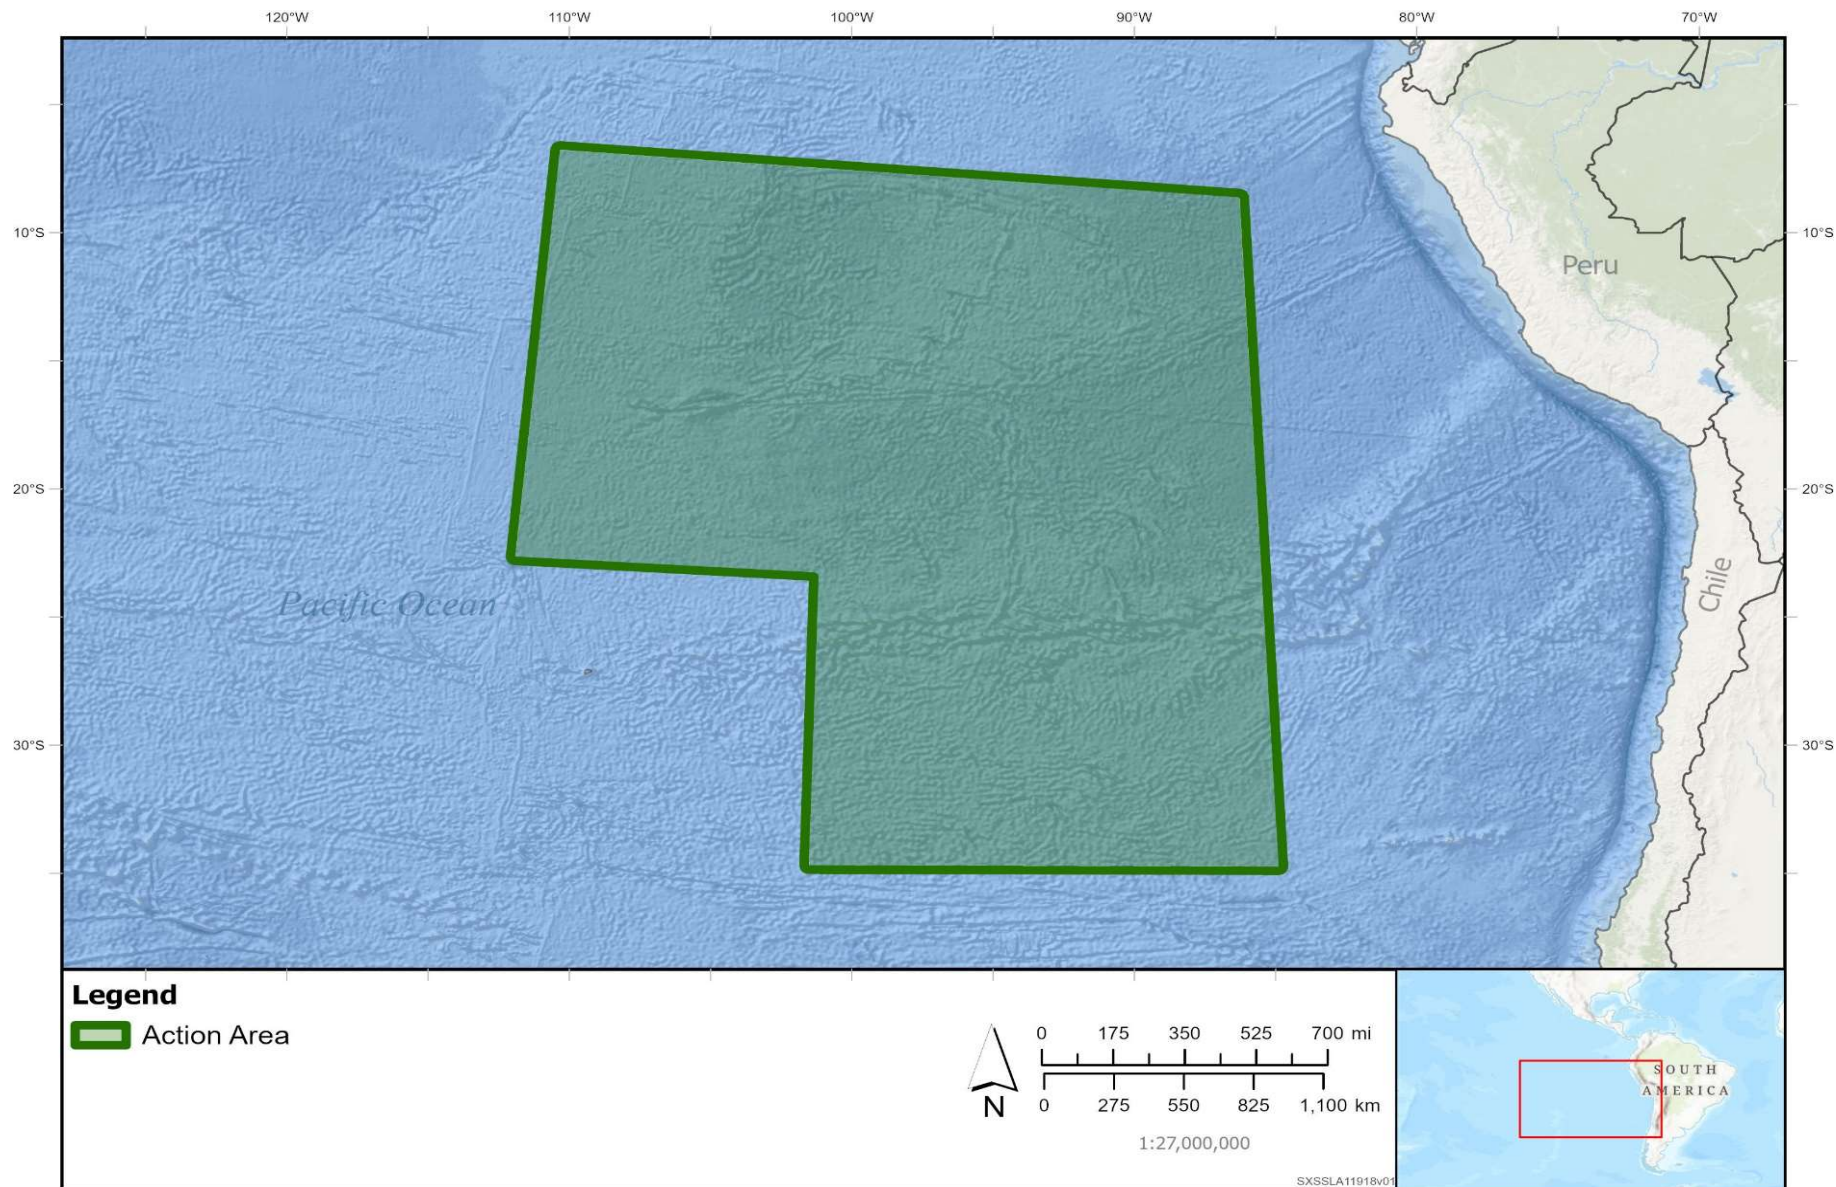 120°W 110°W 100°W 90°W 80°W 70°W
10°S 10°S
Peru
20°S 20°S
Chile
Pacific Ocean
30°S 30°S
Legend
Action Area
0 175 350 525 700 mi
0 275 550 825 1,100 km
N
1:27,000,000
SOUTH
AMERICA
SXSSLA11918v01